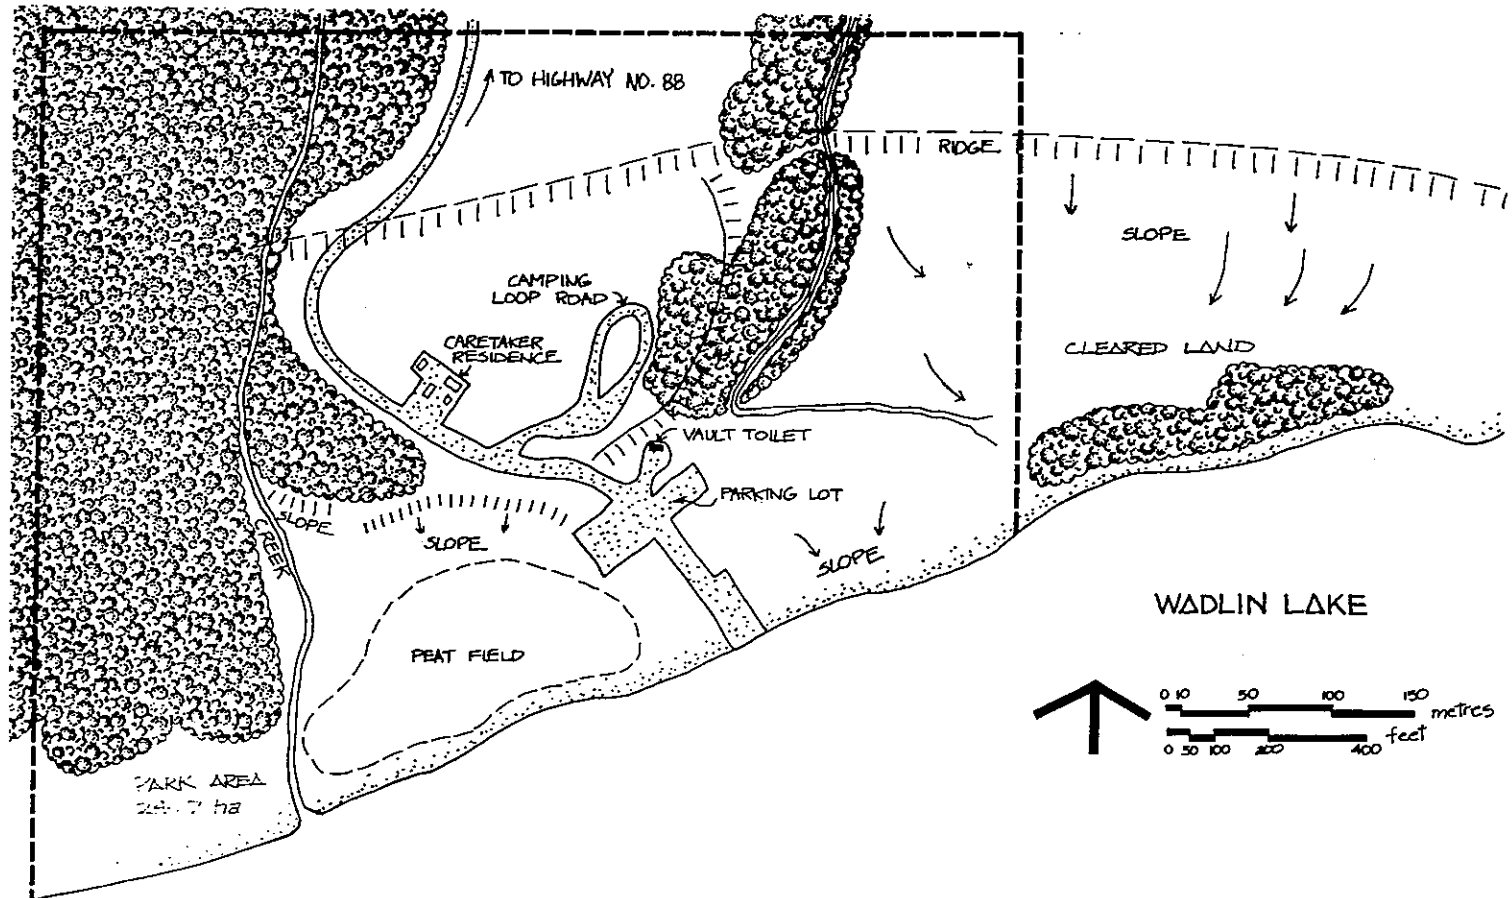 TO HIGHWAY NO. 88
RIDGE
SLOPE
CAMPING
LOOP ROAD
CARETAKER
RESIDENCE
CLEARED LAND
VAULT TOILET
PARKING LOT
SLOPE
CREEK
SLOPE
SLOPE
WADLIN LAKE
PEAT FIELD
0 10 50 100 150
metres
feet
0 50 100 200 400
PARK AREA
ha